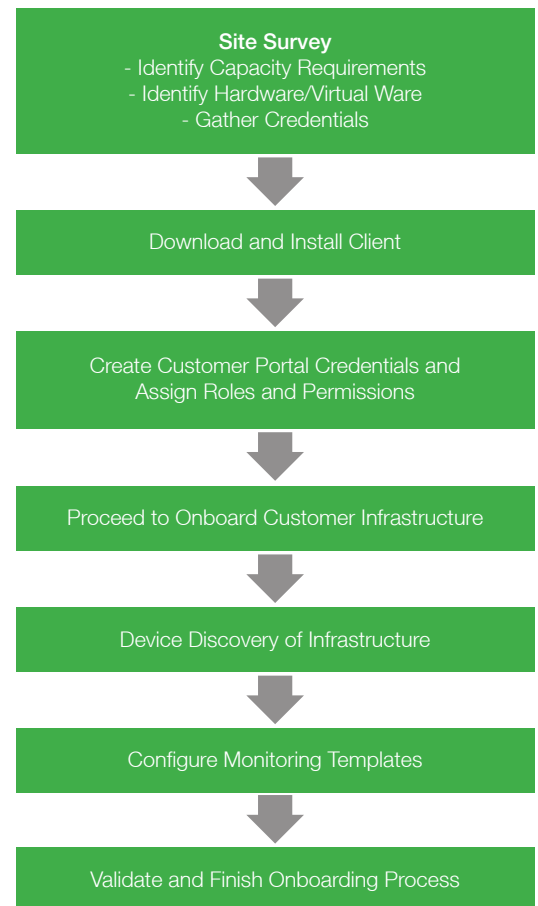 Site Survey
- Identify Capacity Requirements
- Identify Hardware/Virtual Ware
- Gather Credentials
Download and Install Client
Create Customer Portal Credentials and
Assign Roles and Permissions
Proceed to Onboard Customer Infrastructure
Device Discovery of Infrastructure
Configure Monitoring Templates
Validate and Finish Onboarding Process